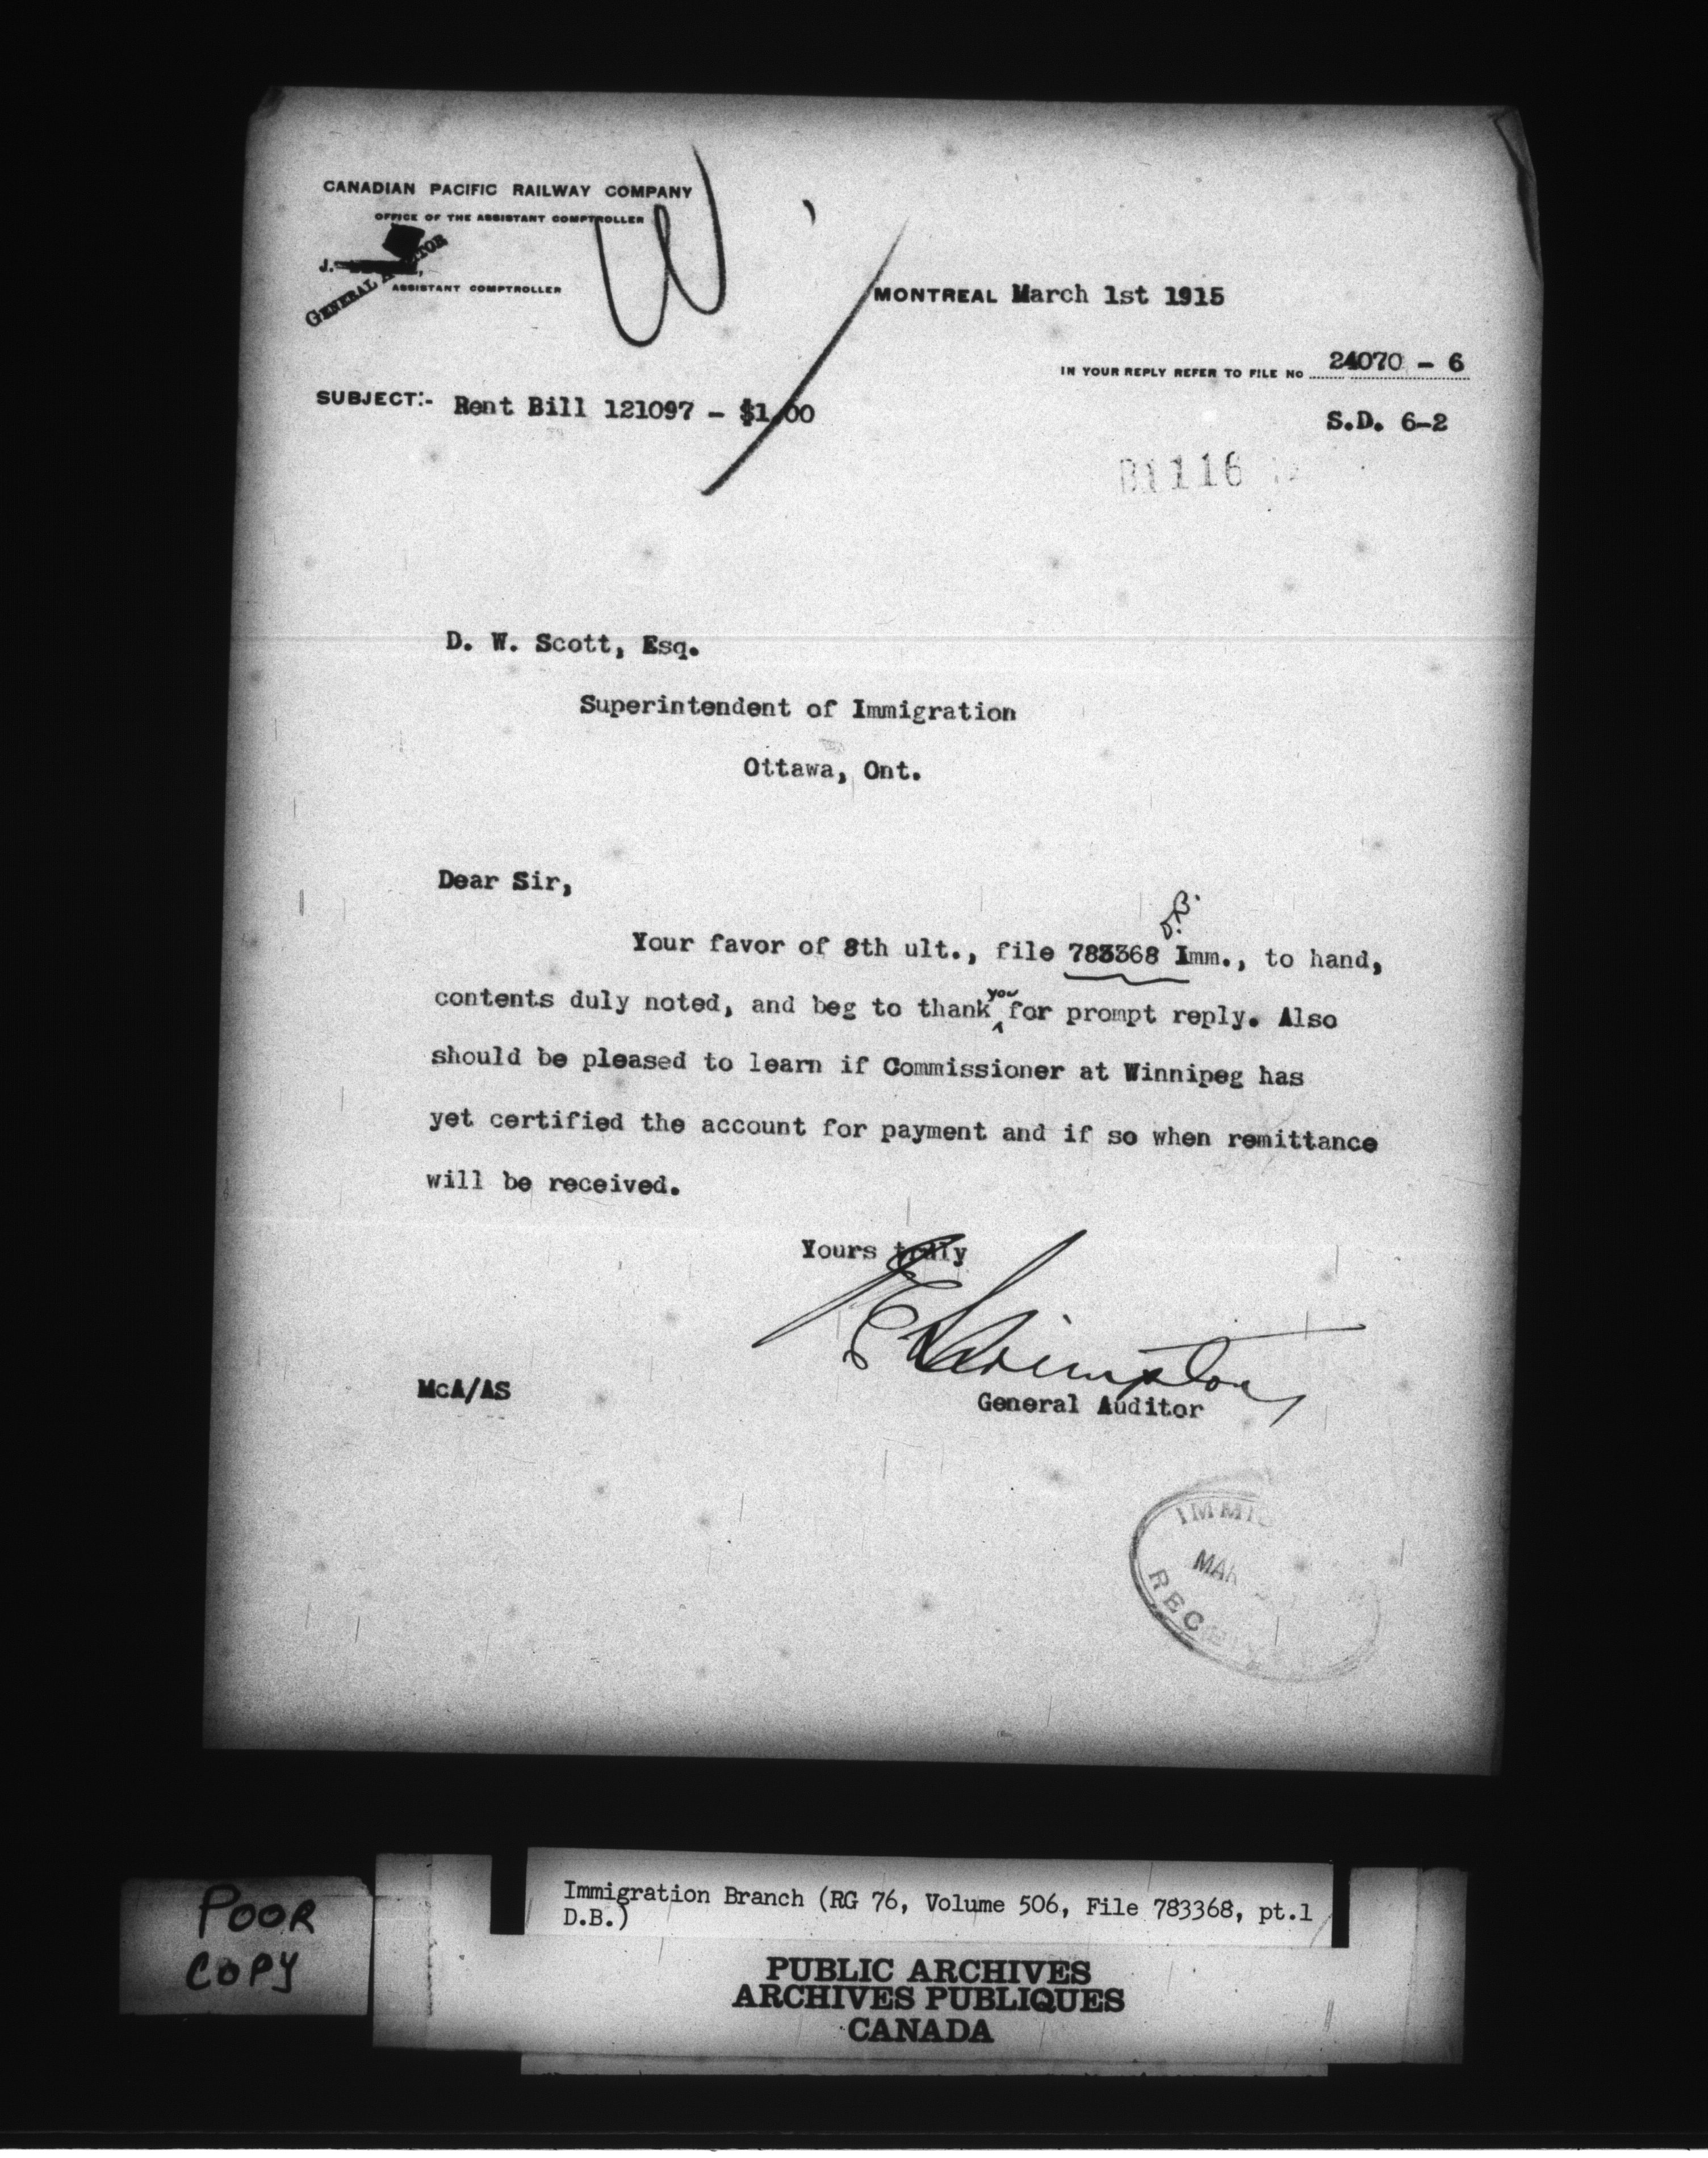 CANADIAN PACIFIC RAILWAY COMPANY
OFFICE OF THE ASSISTANT COMPTROLLER
J.
GENERAL AUDITOR
ASSISTANT COMPTROLLER
MONTREAL March 1st 1915
IN YOUR REPLY REFER TO FILE NO 24070 - 6
SUBJECT:- Rent Bill 121097 - $1.00
S.D. 6-2
116
D. W. Scott, Esq.
Superintendent of Immigration
Ottawa, Ont.
Dear Sir,
D.B.
Your favor of 8th ult., file 783368 Imm., to hand,
contents duly noted, and beg to thank you for prompt reply. Also
should be pleased to learn if Commissioner at Winnipeg has
yet certified the account for payment and if so when remittance
will be received.
Yours truly
McA/AS
General Auditor
IMMIG
MAR
RECEIV
POOR
COPY
Immigration Branch (RG 76, Volume 506, File 783368, pt.1
D.B.)
PUBLIC ARCHIVES
ARCHIVES PUBLIQUES
CANADA